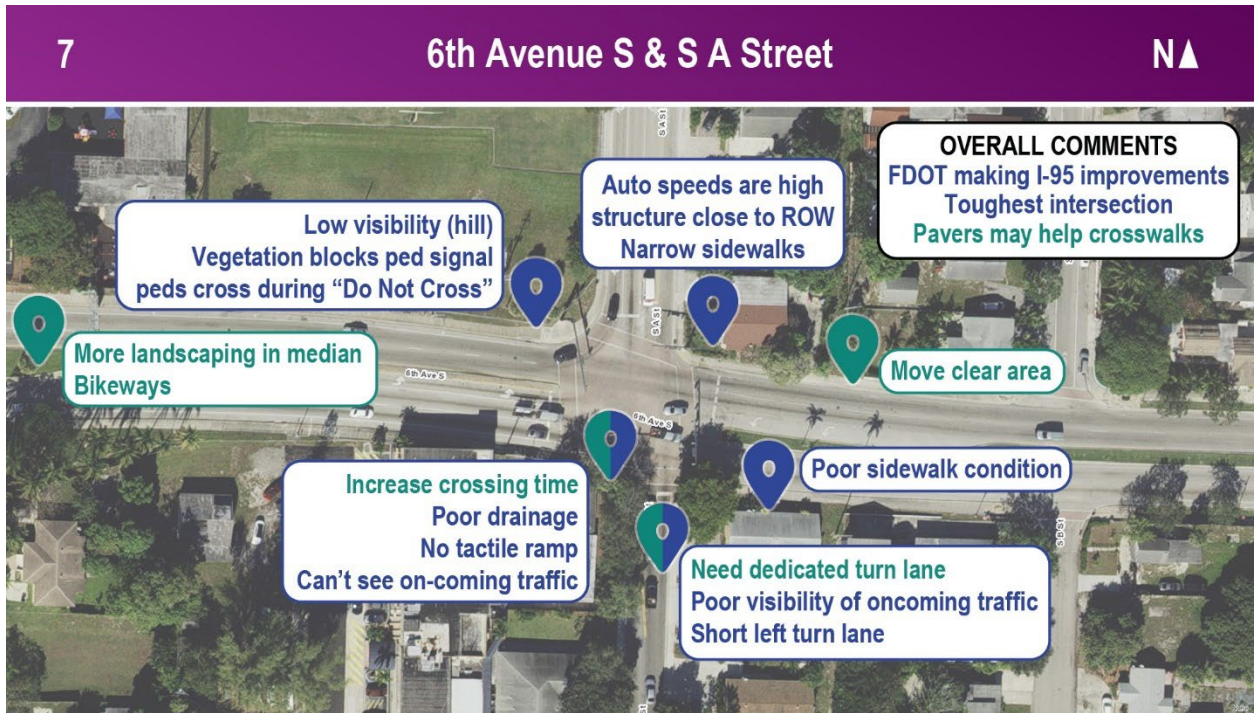 7
6th Avenue S & S A Street
N
OVERALL COMMENTS
FDOT making I-95 improvements
Toughest intersection
Pavers may help crosswalks
Auto speeds are high
structure close to ROW
Narrow sidewalks
Low visibility (hill)
Vegetation blocks ped signal
peds cross during “Do Not Cross”
S A St
S A St
More landscaping in median
Bikeways
6th Ave S
Move clear area
6th Ave S
Increase crossing time
Poor drainage
No tactile ramp
Can’t see on-coming traffic
Poor sidewalk condition
S B St
Need dedicated turn lane
Poor visibility of oncoming traffic
Short left turn lane